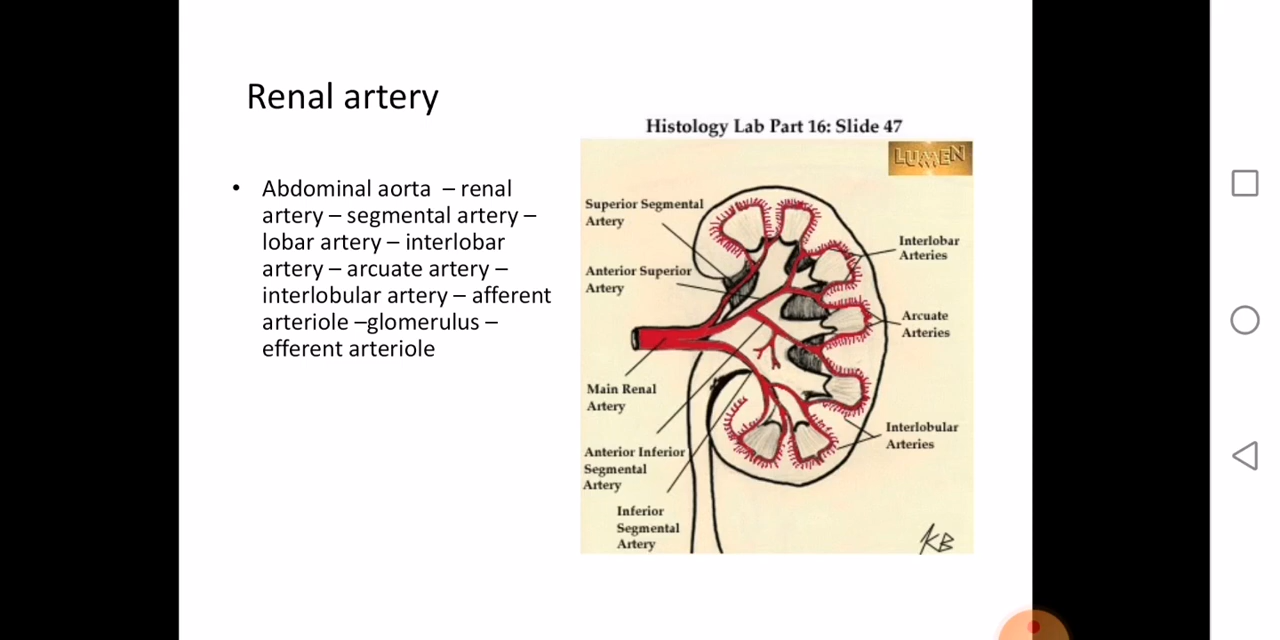 Renal artery
• Abdominal aorta – renal
artery – segmental artery –
lobar artery – interlobar
artery – arcuate artery –
interlobular artery – afferent
arteriole –glomerulus –
efferent arteriole
Histology Lab Part 16: Slide 47
LUMEN
Superior Segmental
Artery
Anterior Superior
Artery
Main Renal
Artery
Anterior Inferior
Segmental
Artery
Inferior
Segmental
Artery
Interlobar
Arteries
Arcuate
Arteries
Interlobular
Arteries
KB